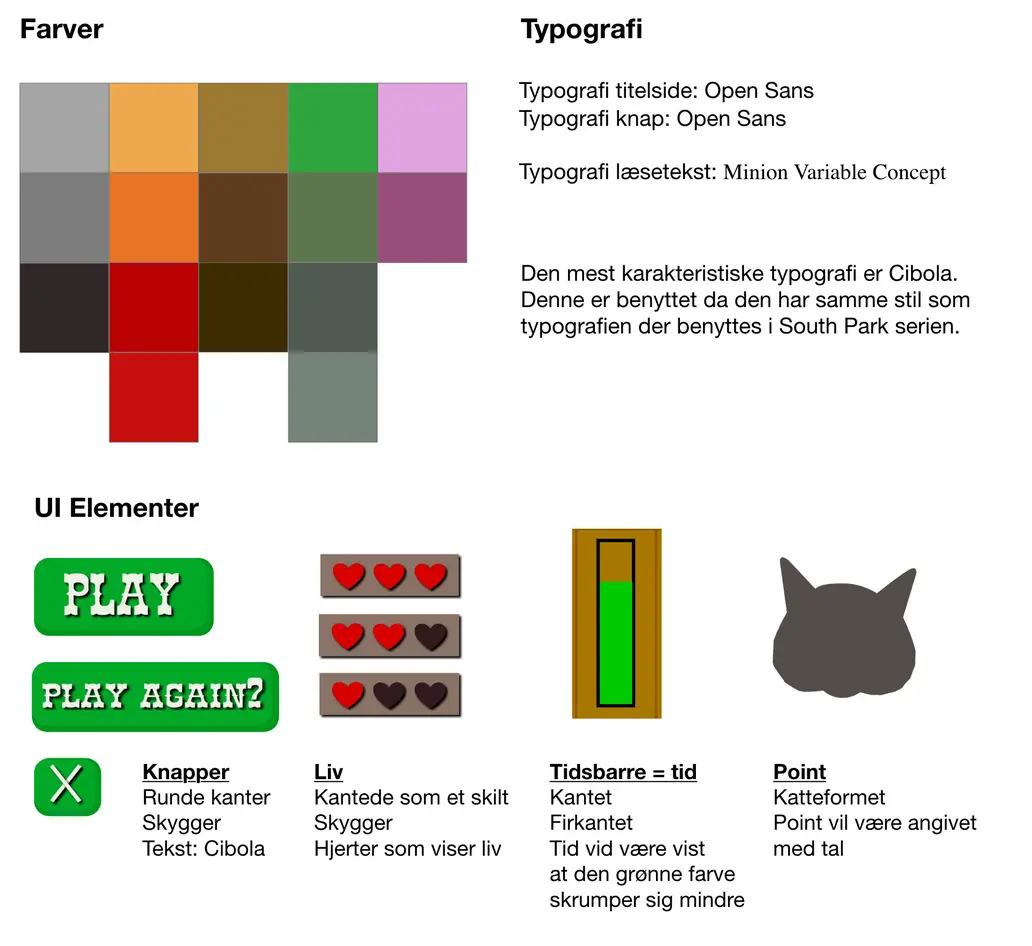 Farver
Typografi
Typografi titelside: Open Sans
Typografi knap: Open Sans
Typografi læsetekst: Minion Variable Concept
Den mest karakteristiske typografi er Cibola.
Denne er benyttet da den har samme stil som
typografien der benyttes i South Park serien.
UI Elementer
PLAY
PLAY AGAIN?
X
Knapper
Runde kanter
Skygger
Tekst: Cibola
Liv
Kantede som et skilt
Skygger
Hjerter som viser liv
Tidsbarre = tid
Kantet
Firkantet
Tid vid være vist
at den grønne farve
skrumper sig mindre
Point
Katteformet
Point vil være angivet
med tal